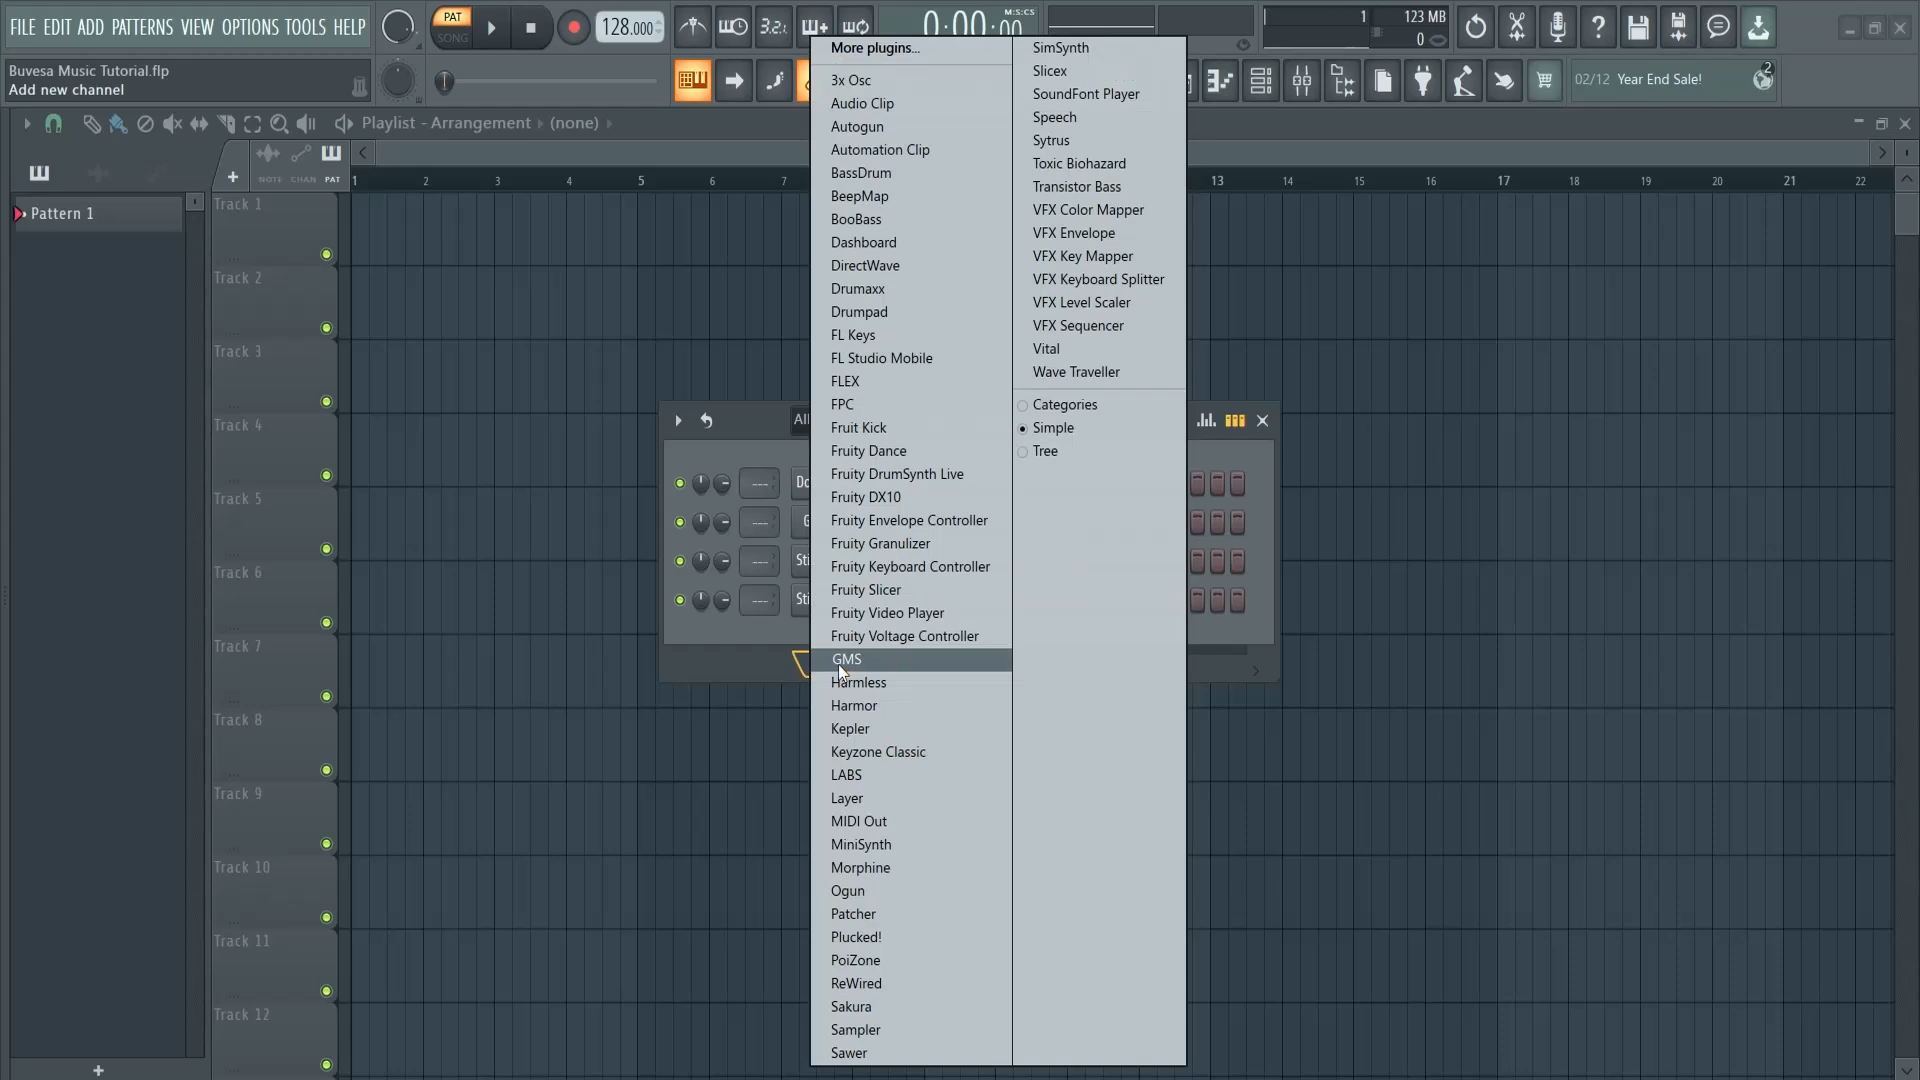 FILE EDIT ADD PATTERNS VIEW OPTIONS TOOLS HELP
PAT
SONG
128.000
3.2.
0:00:00
M:S:CS
1
123 MB
0
Buvesa Music Tutorial.flp
Add new channel
02/12 Year End Sale!
2
Playlist - Arrangement
(none)
NOTE CHAN PAT
1 2 3 4 5 6 7 13 14 15 16 17 18 19 20 21 22
Pattern 1
Track 1
Track 2
Track 3
Track 4
Track 5
Track 6
Track 7
Track 8
Track 9
Track 10
Track 11
Track 12
All
More plugins...
3x Osc
Audio Clip
Autogun
Automation Clip
BassDrum
BeepMap
BooBass
Dashboard
DirectWave
Drumaxx
Drumpad
FL Keys
FL Studio Mobile
FLEX
FPC
Fruit Kick
Fruity Dance
Fruity DrumSynth Live
Fruity DX10
Fruity Envelope Controller
Fruity Granulizer
Fruity Keyboard Controller
Fruity Slicer
Fruity Video Player
Fruity Voltage Controller
GMS
Harmless
Harmor
Kepler
Keyzone Classic
LABS
Layer
MIDI Out
MiniSynth
Morphine
Ogun
Patcher
Plucked!
PoiZone
ReWired
Sakura
Sampler
Sawer
SimSynth
Slicex
SoundFont Player
Speech
Sytrus
Toxic Biohazard
Transistor Bass
VFX Color Mapper
VFX Envelope
VFX Key Mapper
VFX Keyboard Splitter
VFX Level Scaler
VFX Sequencer
Vital
Wave Traveller
Categories
Simple
Tree